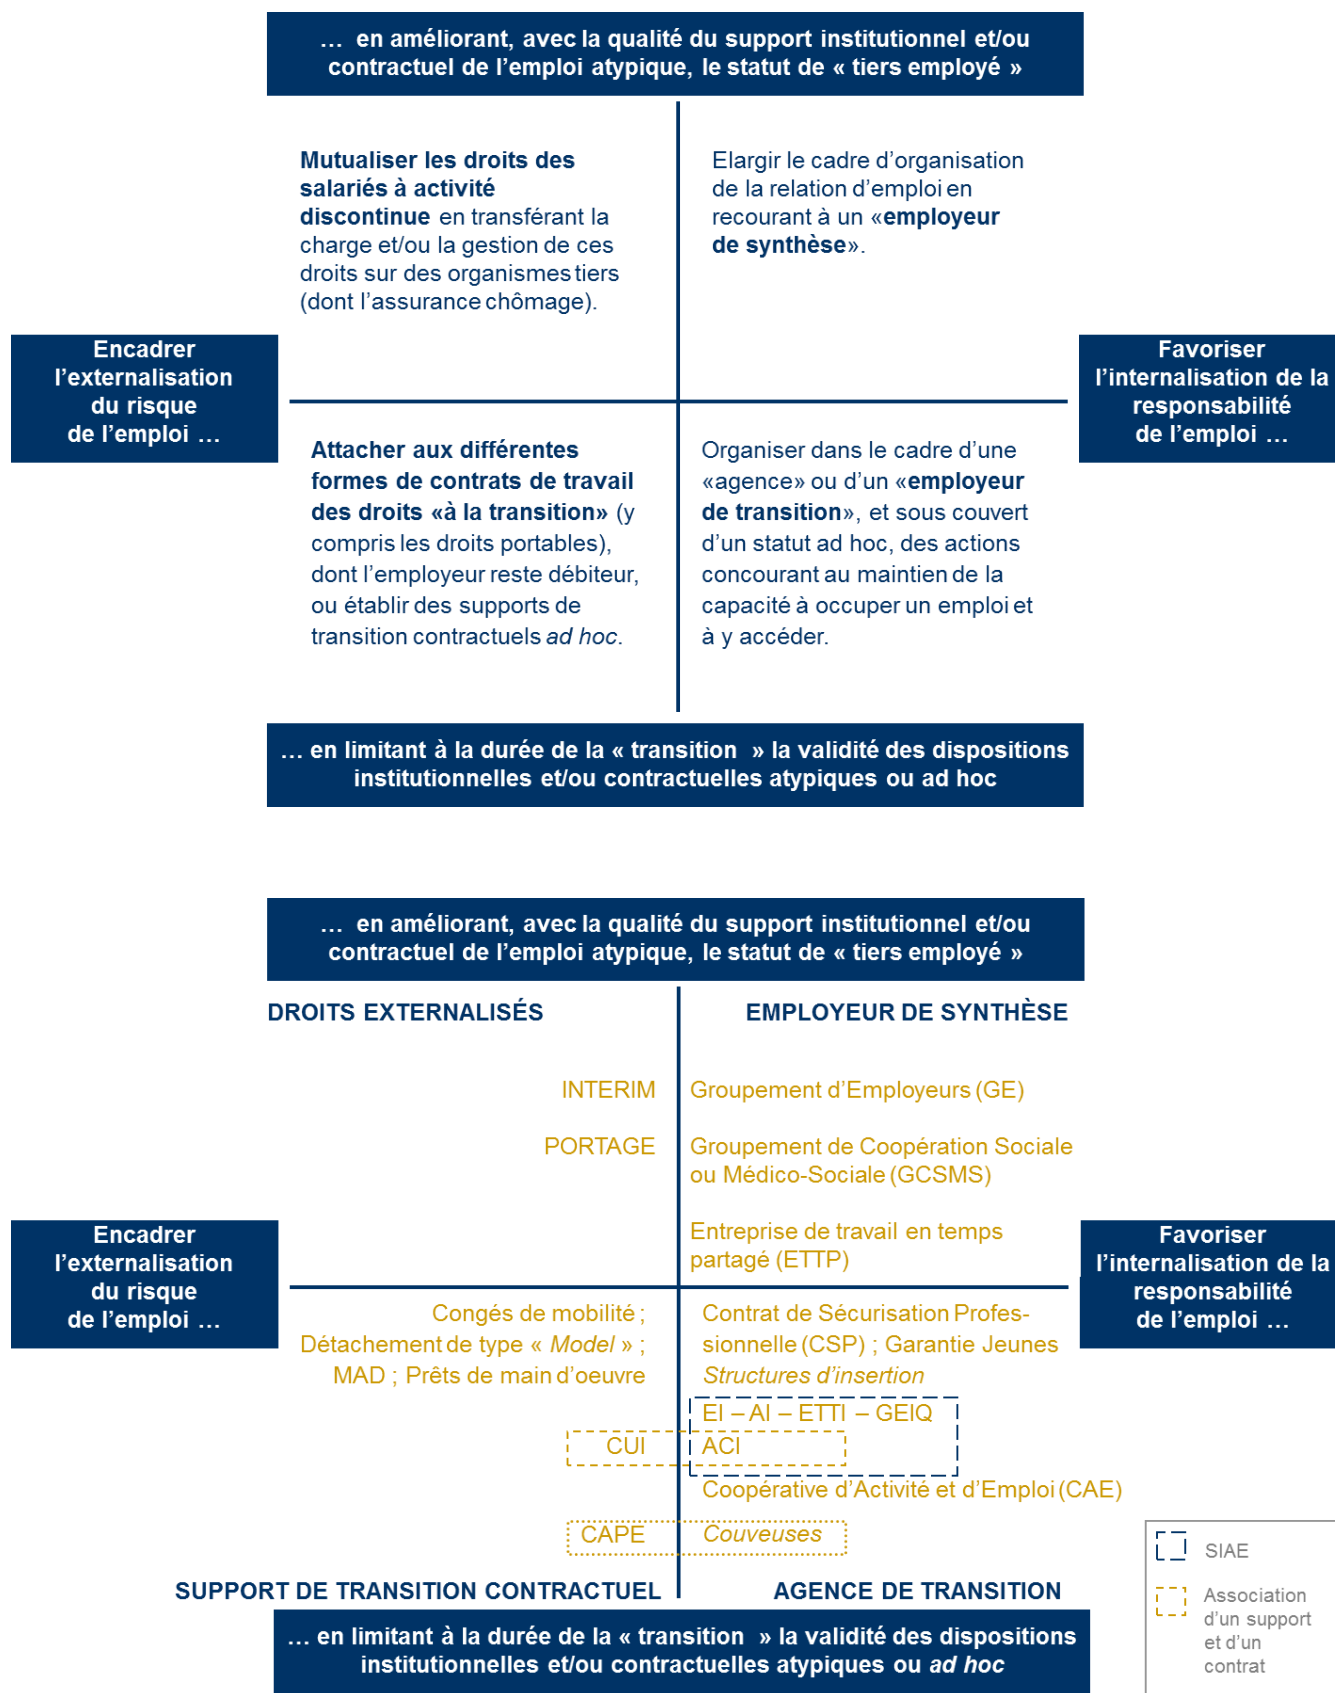 … en améliorant, avec la qualité du support institutionnel et/ou
contractuel de l’emploi atypique, le statut de « tiers employé »
Mutualiser les droits des
salariés à activité
discontinue en transférant la
charge et/ou la gestion de ces
droits sur des organismes tiers
(dont l’assurance chômage).
Elargir le cadre d’organisation
de la relation d’emploi en
recourant à un «employeur
de synthèse».
Encadrer
l’externalisation
du risque
de l’emploi …
Favoriser
l’internalisation de la
responsabilité
de l’emploi …
Attacher aux différentes
formes de contrats de travail
des droits «à la transition» (y
compris les droits portables),
dont l’employeur reste débiteur,
ou établir des supports de
transition contractuels ad hoc.
Organiser dans le cadre d’une
«agence» ou d’un «employeur
de transition», et sous couvert
d’un statut ad hoc, des actions
concourant au maintien de la
capacité à occuper un emploi et
à y accéder.
… en limitant à la durée de la « transition » la validité des dispositions
institutionnelles et/ou contractuelles atypiques ou ad hoc
… en améliorant, avec la qualité du support institutionnel et/ou
contractuel de l’emploi atypique, le statut de « tiers employé »
DROITS EXTERNALISÉS
EMPLOYEUR DE SYNTHÈSE
INTERIM
PORTAGE
Groupement d’Employeurs (GE)
Groupement de Coopération Sociale
ou Médico-Sociale (GCSMS)
Entreprise de travail en temps
partagé (ETTP)
Encadrer
l’externalisation
du risque
de l’emploi …
Favoriser
l’internalisation de la
responsabilité
de l’emploi …
Congés de mobilité ;
Détachement de type « Model » ;
MAD ; Prêts de main d’oeuvre
CUI
CAPE
Contrat de Sécurisation Profes-
sionnelle (CSP) ; Garantie Jeunes
Structures d’insertion
EI – AI – ETTI – GEIQ
ACI
Coopérative d’Activité et d’Emploi (CAE)
Couveuses
SUPPORT DE TRANSITION CONTRACTUEL
AGENCE DE TRANSITION
… en limitant à la durée de la « transition » la validité des dispositions
institutionnelles et/ou contractuelles atypiques ou ad hoc
SIAE
Association
d’un support
et d’un
contrat